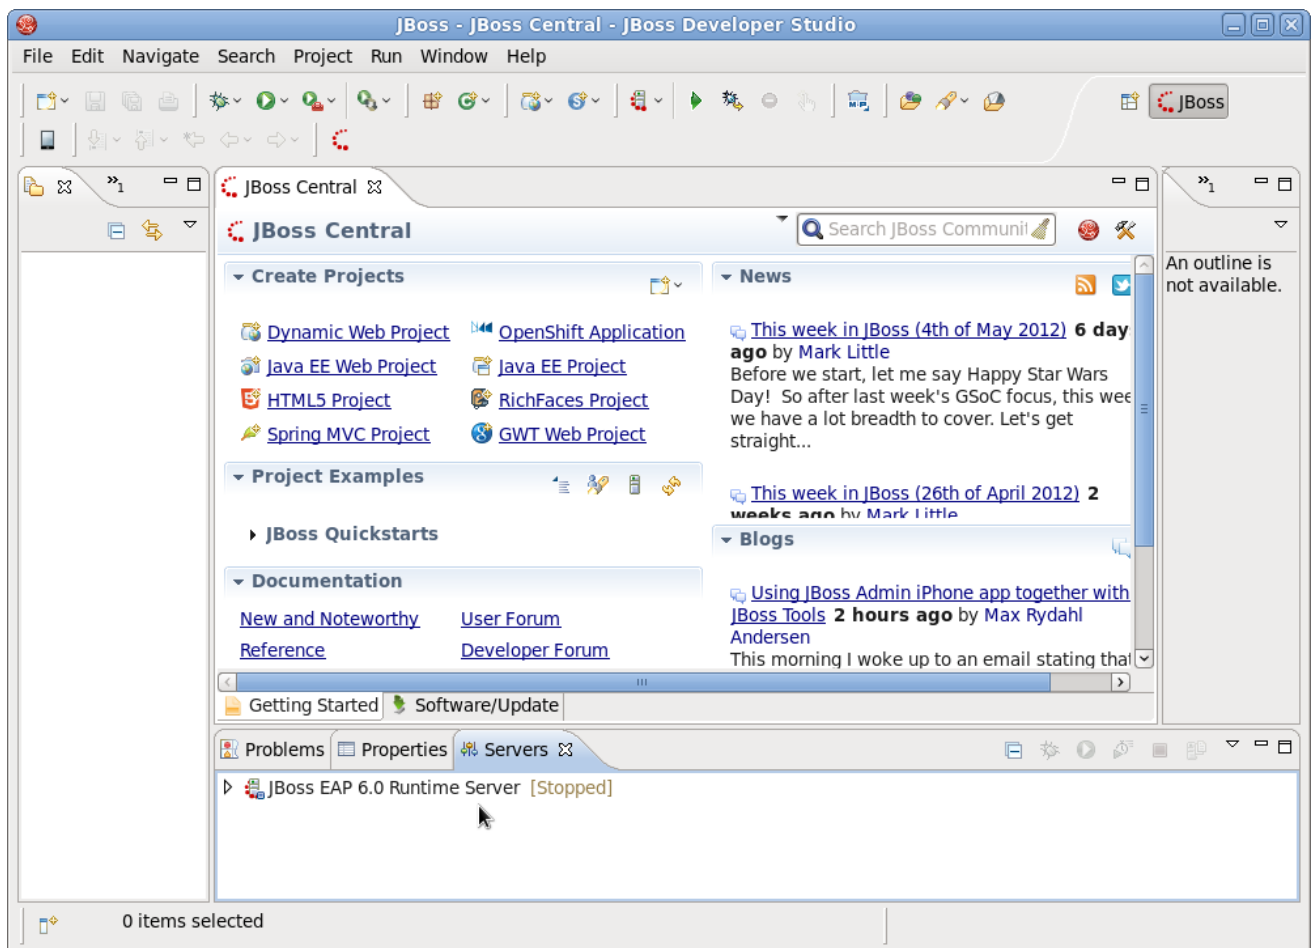 JBoss - JBoss Central - JBoss Developer Studio
File Edit Navigate Search Project Run Window Help
JBoss
»1
JBoss Central
»1
JBoss Central
Search JBoss Communit
An outline is
not available.
Create Projects
Dynamic Web Project OpenShift Application
Java EE Web Project Java EE Project
HTML5 Project RichFaces Project
Spring MVC Project GWT Web Project
Project Examples
JBoss Quickstarts
Documentation
New and Noteworthy User Forum
Reference Developer Forum
News
This week in JBoss (4th of May 2012) 6 day
ago by Mark Little
Before we start, let me say Happy Star Wars
Day! So after last week's GSoC focus, this wee
we have a lot breadth to cover. Let's get
straight...
This week in JBoss (26th of April 2012) 2
weeks ago by Mark Little
Blogs
Using JBoss Admin iPhone app together with
JBoss Tools 2 hours ago by Max Rydahl
Andersen
This morning I woke up to an email stating that
Getting Started Software/Update
Problems Properties Servers
JBoss EAP 6.0 Runtime Server [Stopped]
0 items selected